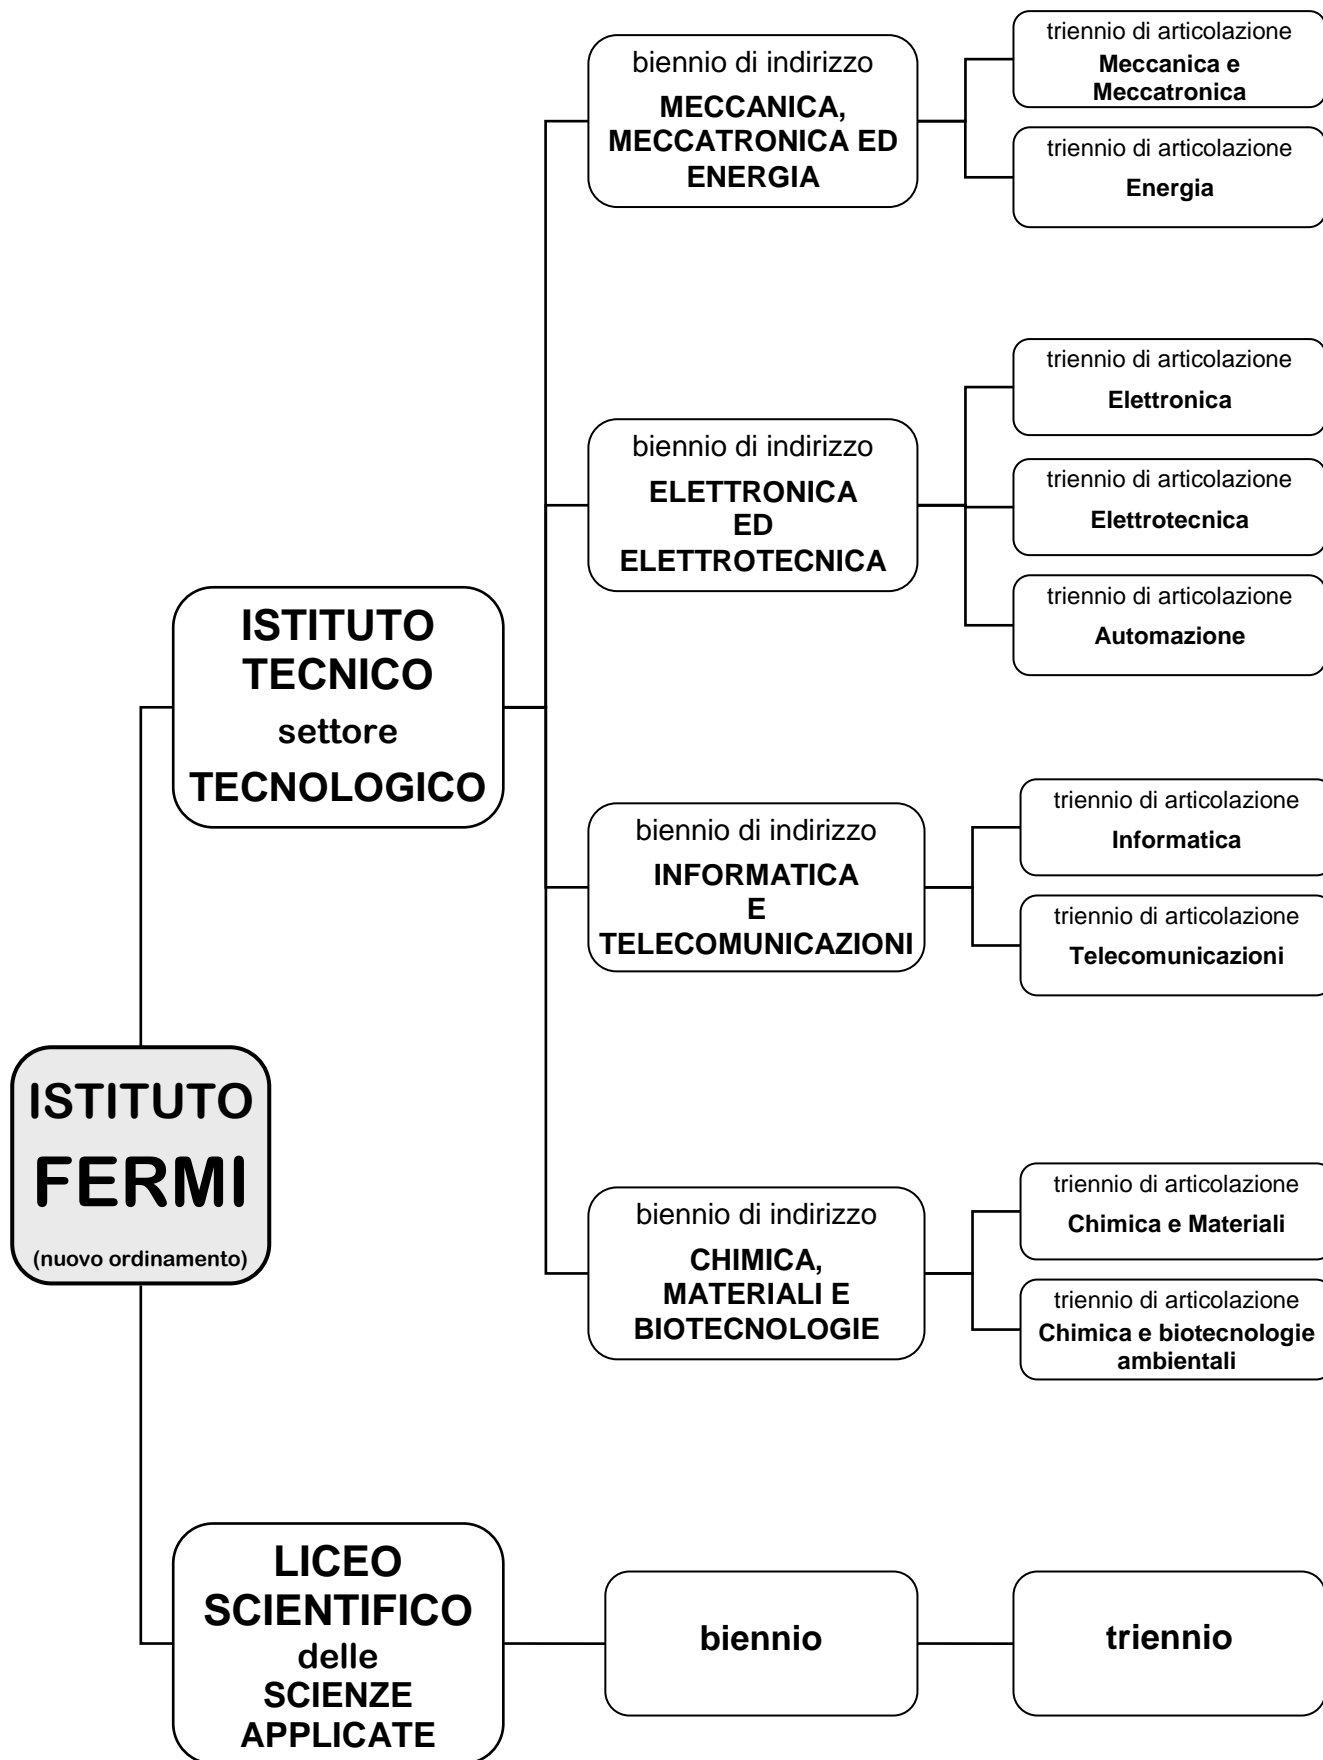 triennio di articolazione
Meccanica e
Meccatronica
biennio di indirizzo
MECCANICA,
MECCATRONICA ED
ENERGIA
triennio di articolazione
Energia
triennio di articolazione
Elettronica
biennio di indirizzo
ELETTRONICA
ED
ELETTROTECNICA
triennio di articolazione
Elettrotecnica
triennio di articolazione
Automazione
ISTITUTO
TECNICO
settore
TECNOLOGICO
triennio di articolazione
Informatica
biennio di indirizzo
INFORMATICA
E
TELECOMUNICAZIONI
triennio di articolazione
Telecomunicazioni
ISTITUTO
FERMI
(nuovo ordinamento)
triennio di articolazione
Chimica e Materiali
biennio di indirizzo
CHIMICA,
MATERIALI E
BIOTECNOLOGIE
triennio di articolazione
Chimica e biotecnologie
ambientali
LICEO
SCIENTIFICO
delle
SCIENZE
APPLICATE
biennio
triennio